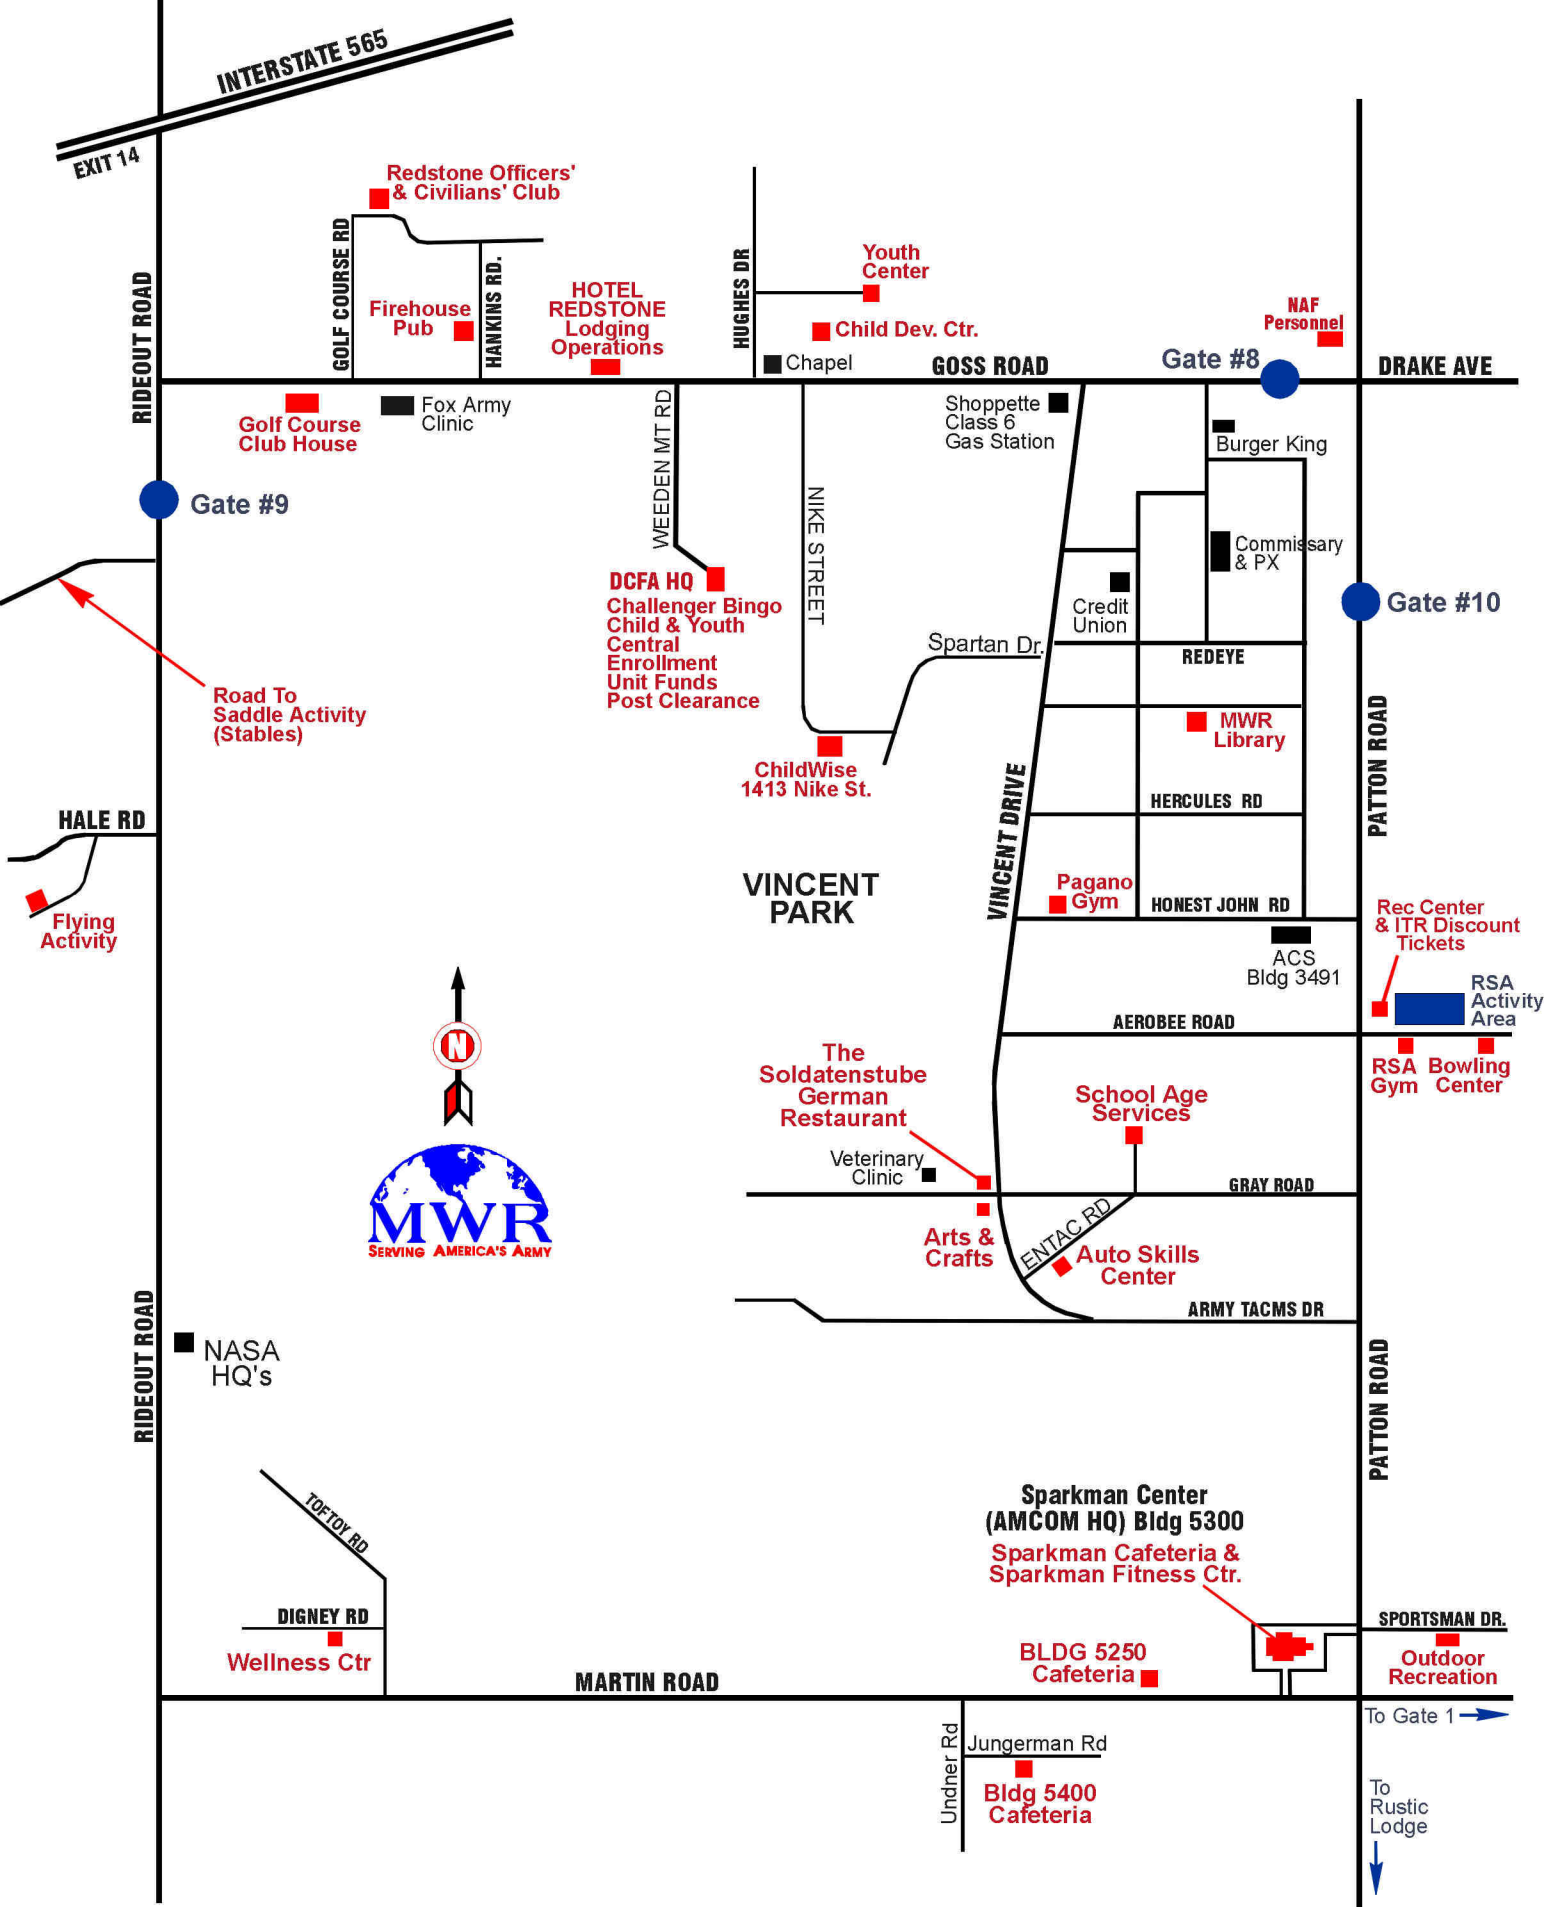 INTERSTATE 565
EXIT 14
Redstone Officers'
& Civilians' Club
GOLF COURSE RD
HANKINS RD.
Firehouse
Pub
HOTEL
REDSTONE
Lodging
Operations
HUGHES DR
Youth
Center
Child Dev. Ctr.
Chapel
GOSS ROAD
Gate #8
NAF
Personnel
DRAKE AVE
RIDEOUT ROAD
Golf Course
Club House
Fox Army
Clinic
WEEDEN MT RD
NIKE STREET
Shoppette
Class 6
Gas Station
Burger King
Gate #9
Commissary
& PX
Credit
Union
Gate #10
DCFA HQ
Challenger Bingo
Child & Youth
Central
Enrollment
Unit Funds
Post Clearance
Spartan Dr.
REDEYE
Road To
Saddle Activity
(Stables)
MWR
Library
PATTON ROAD
ChildWise
1413 Nike St.
VINCENT DRIVE
HERCULES RD
HALE RD
VINCENT
PARK
Pagano
Gym
HONEST JOHN RD
Flying
Activity
Rec Center
& ITR Discount
Tickets
ACS
Bldg 3491
RSA
Activity
Area
N
AEROBEE ROAD
RSA
Gym
Bowling
Center
The
Soldatenstube
German
Restaurant
School Age
Services
Veterinary
Clinic
GRAY ROAD
MWR
SERVING AMERICA'S ARMY
Arts &
Crafts
ENTAC RD
Auto Skills
Center
ARMY TACMS DR
RIDEOUT ROAD
NASA
HQ's
PATTON ROAD
TOFTOY RD
Sparkman Center
(AMCOM HQ) Bldg 5300
Sparkman Cafeteria &
Sparkman Fitness Ctr.
DIGNEY RD
Wellness Ctr
SPORTSMAN DR.
BLDG 5250
Cafeteria
Outdoor
Recreation
MARTIN ROAD
To Gate 1
Undner Rd
Jungerman Rd
Bldg 5400
Cafeteria
To
Rustic
Lodge